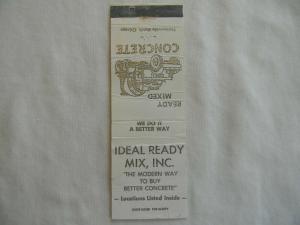 CONCRETE
MIXED
READY
WE DO IT
A BETTER WAY
IDEAL READY
MIX, INC.
"THE MODERN WAY
TO BUY
BETTER CONCRETE"
— Locations Listed Inside —